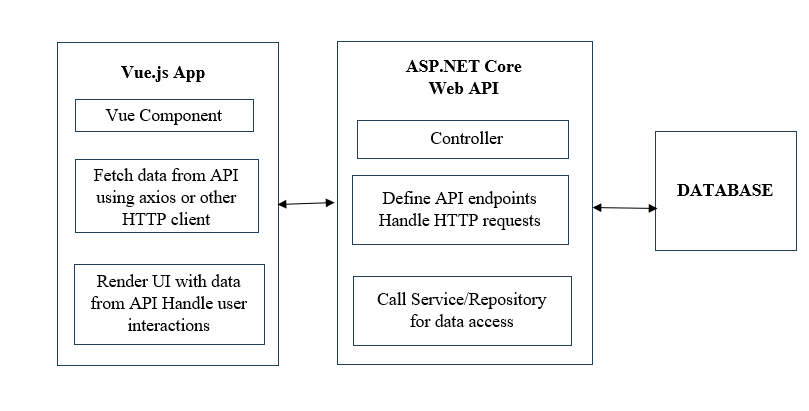 Vue.js App
Vue Component
Fetch data from API
using axios or other
HTTP client
Render UI with data
from API Handle user
interactions
ASP.NET Core
Web API
Controller
Define API endpoints
Handle HTTP requests
Call Service/Repository
for data access
DATABASE